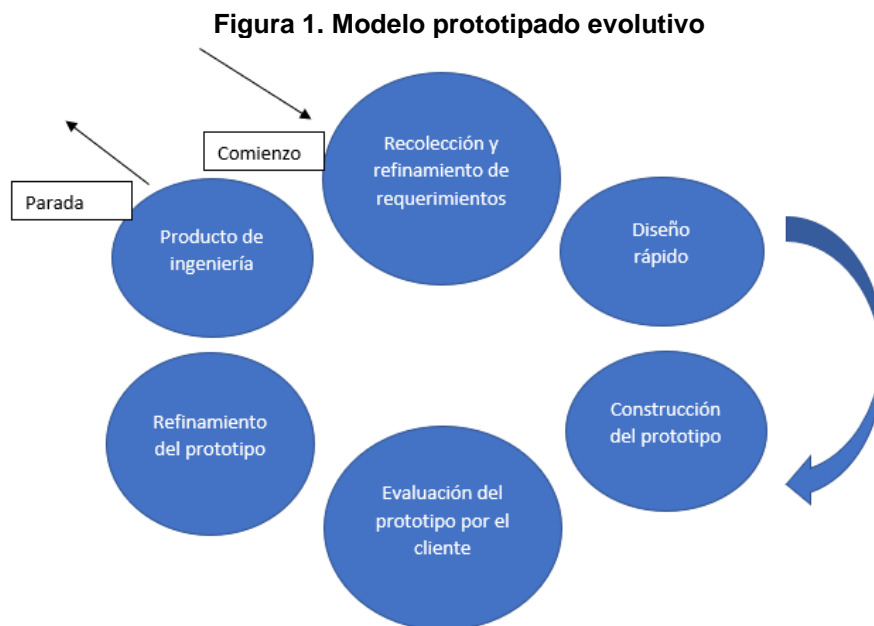 Figura 1. Modelo prototipado evolutivo
Comienzo
Recolección y
refinamiento de
requerimientos
Diseño
rápido
Construcción
del prototipo
Evaluación del
prototipo por el
cliente
Refinamiento
del prototipo
Producto de
ingeniería
Parada